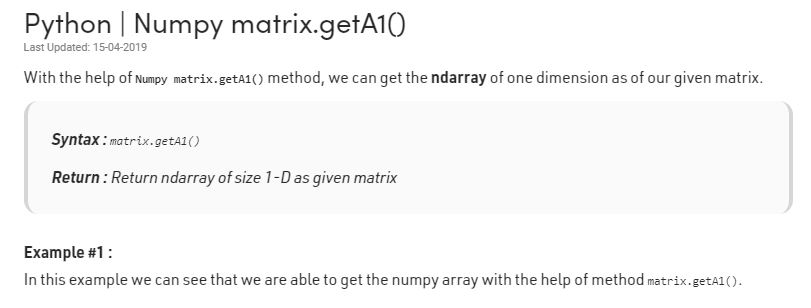 Python | Numpy matrix.getA1()
Last Updated: 15-04-2019
With the help of Numpy matrix.getA1() method, we can get the ndarray of one dimension as of our given matrix.
Syntax : matrix.getA1()
Return : Return ndarray of size 1-D as given matrix
Example #1 :
In this example we can see that we are able to get the numpy array with the help of method matrix.getA1().